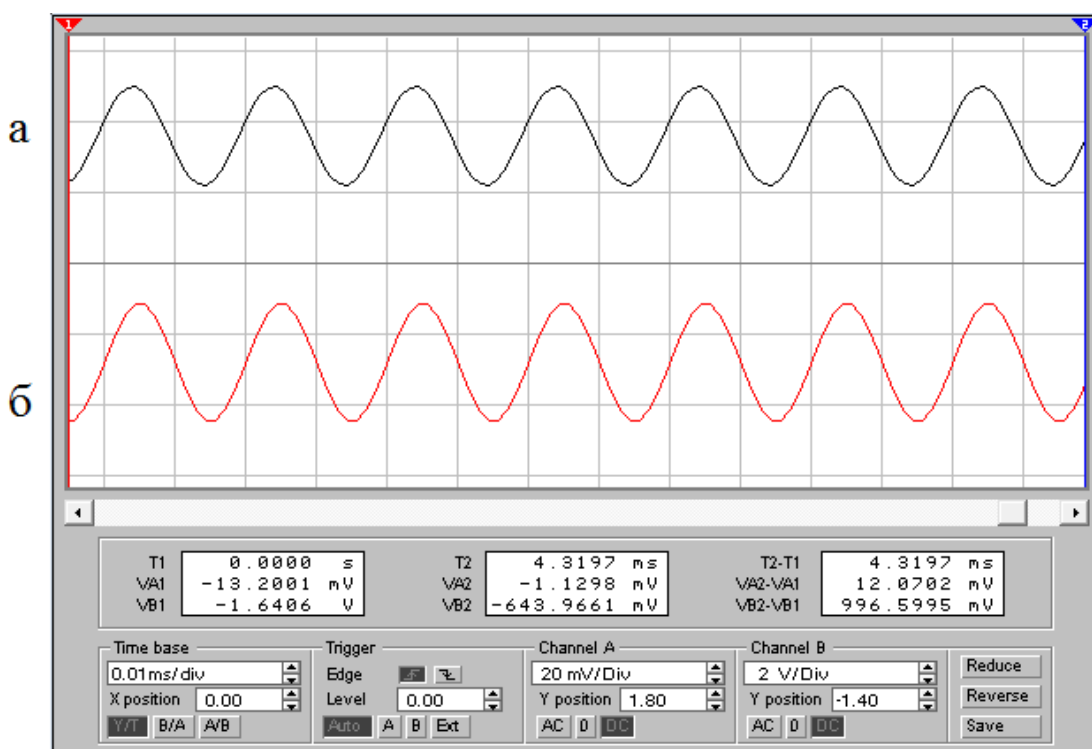 1 2
а
б
T1 0.0000 s T2 4.3197 ms T2-T1 4.3197 ms
VA1 -13.2001 mV VA2 -1.1298 mV VA2-VA1 12.0702 mV
VB1 -1.6406 V VB2 -643.9661 mV VB2-VB1 996.5995 mV
Time base Trigger Channel A Channel B
0.01ms/div Edge 20 mV/Div 2 V/Div Reduce
X position 0.00 Level 0.00 Y position 1.80 Y position -1.40 Reverse
Y/T B/A A/B Auto A B Ext AC 0 DC AC 0 DC Save